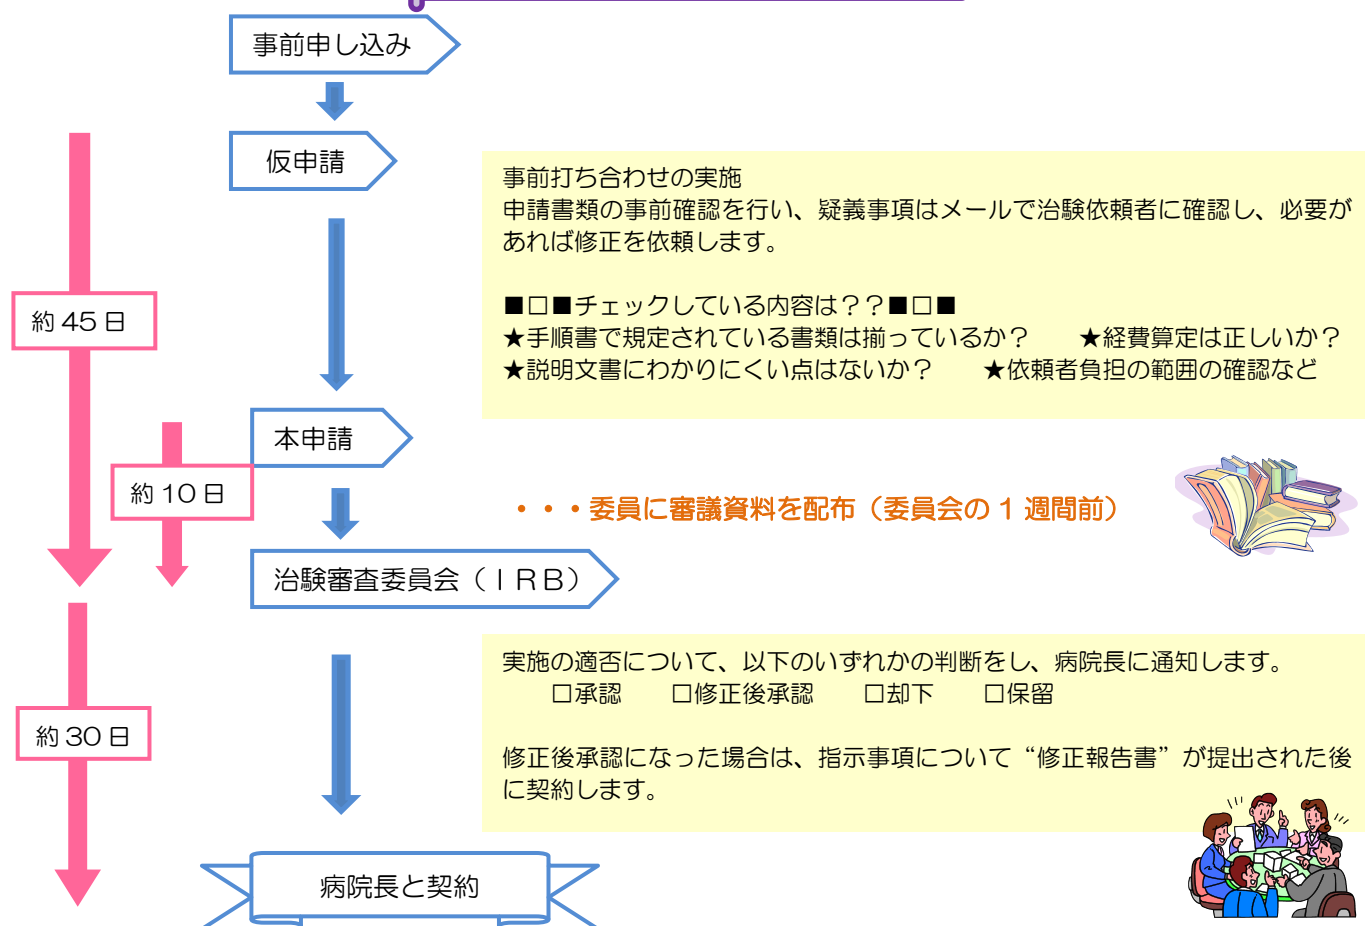 事前申し込み
仮申請
事前打ち合わせの実施
申請書類の事前確認を行い、疑義事項はメールで治験依頼者に確認し、必要が
あれば修正を依頼します。
■□■チェックしている内容は？？■□■
★手順書で規定されている書類は揃っているか？　　★経費算定は正しいか？
★説明文書にわかりにくい点はないか？　　★依頼者負担の範囲の確認など
約 45 日
本申請
約 10 日
・・・委員に審議資料を配布（委員会の 1 週間前）
治験審査委員会（ＩＲＢ）
実施の適否について、以下のいずれかの判断をし、病院長に通知します。
□承認　　□修正後承認　　□却下　　□保留
約 30 日
修正後承認になった場合は、指示事項について“修正報告書”が提出された後
に契約します。
病院長と契約